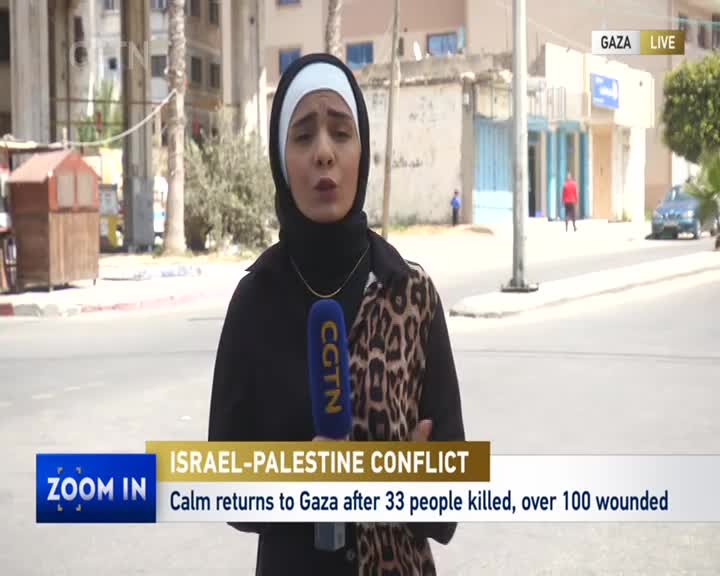 CGTN
GAZA LIVE
CGTN
ISRAEL-PALESTINE CONFLICT
ZOOM IN
Calm returns to Gaza after 33 people killed, over 100 wounded